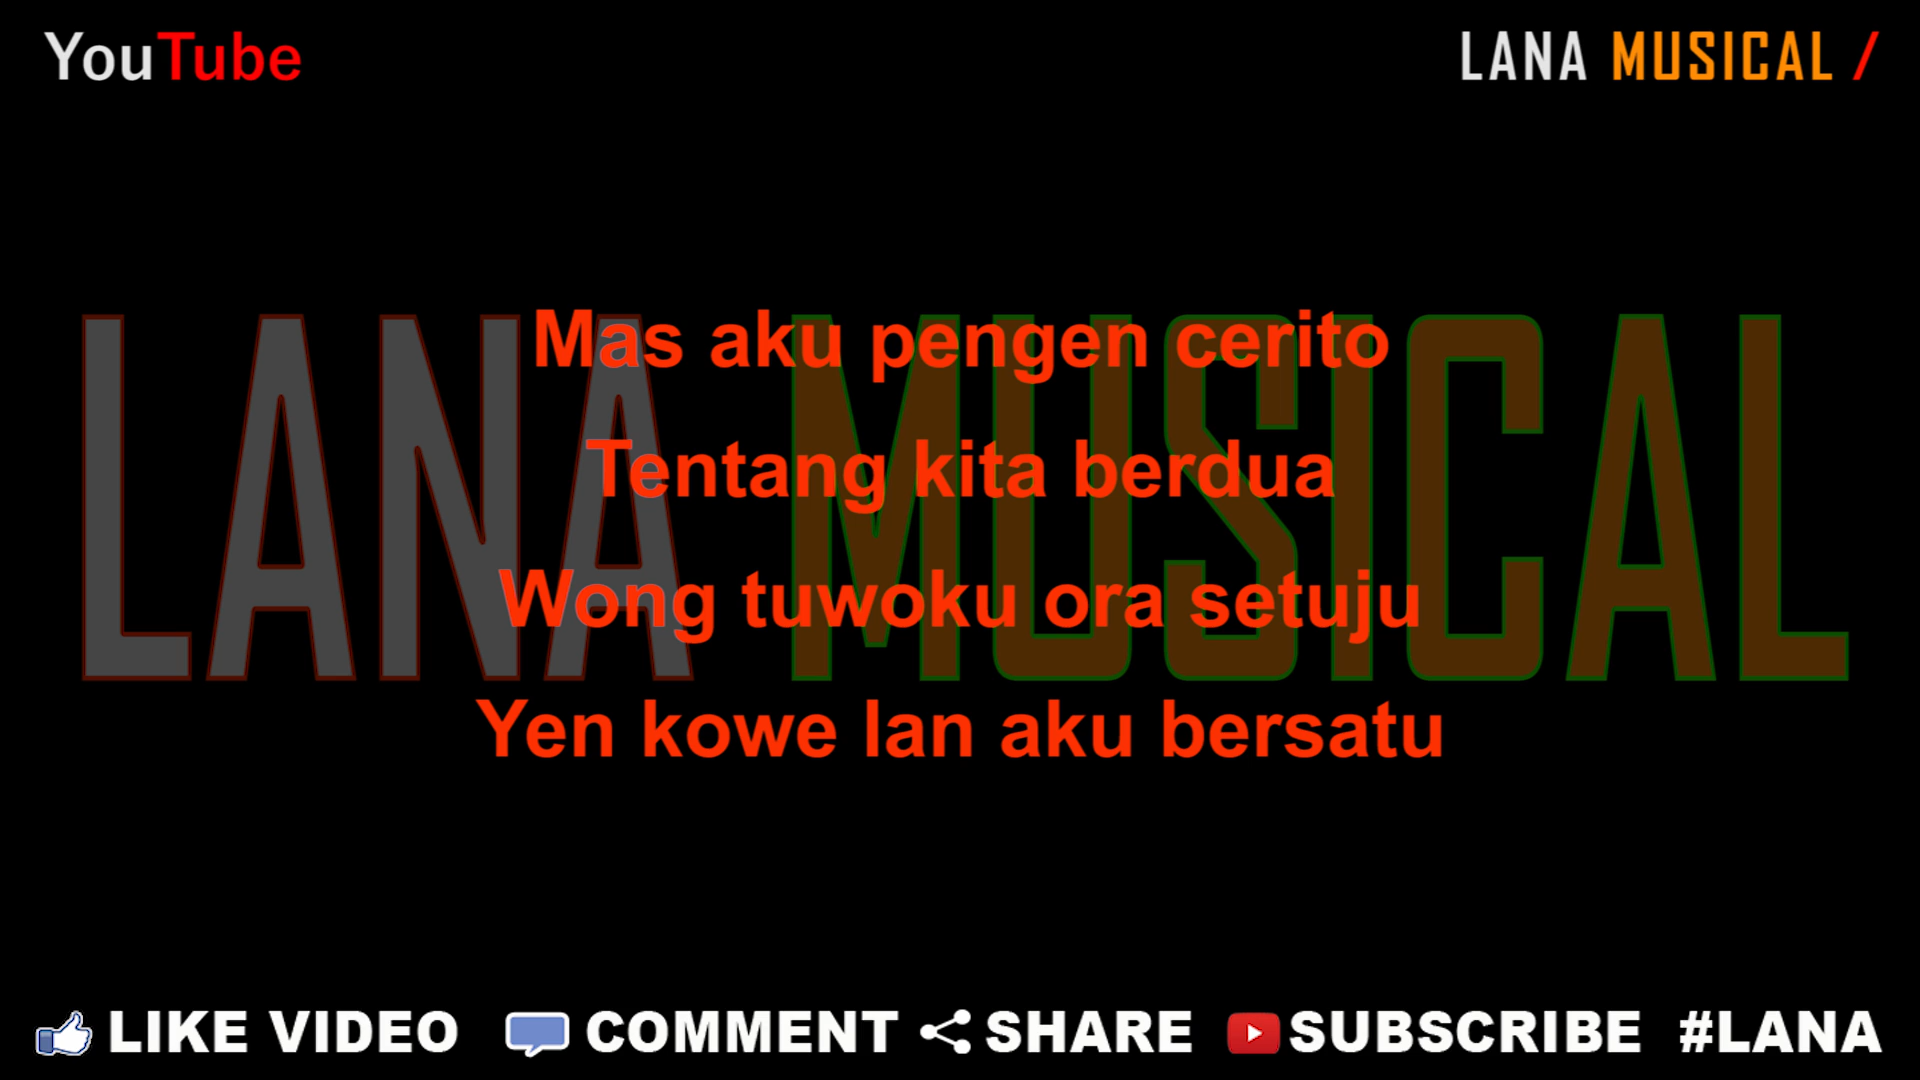 YouTube
LANA MUSICAL /
LANA MUSICAL
Mas aku pengen cerito
Tentang kita berdua
Wong tuwoku ora setuju
Yen kowe lan aku bersatu
LIKE VIDEO COMMENT SHARE SUBSCRIBE #LANA